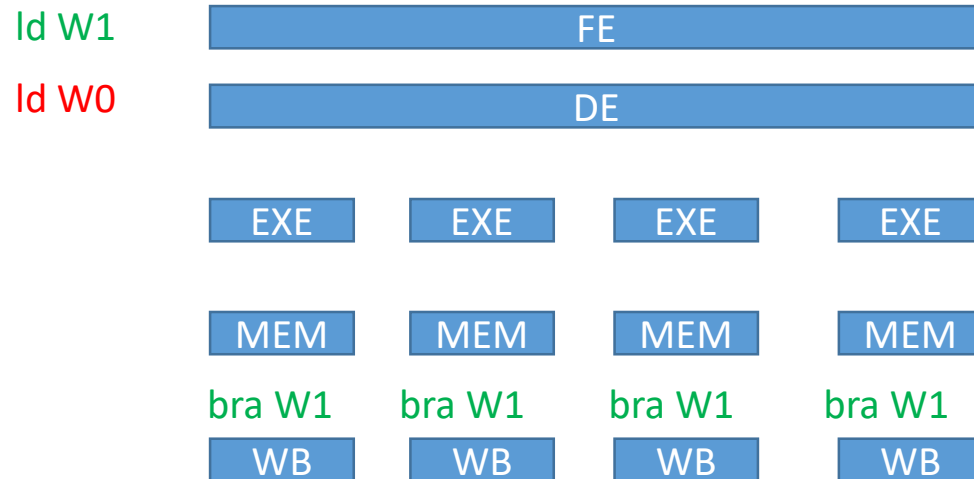 ld W1 FE
ld W0 DE
EXE EXE EXE EXE
MEM MEM MEM MEM
bra W1 bra W1 bra W1 bra W1
WB WB WB WB